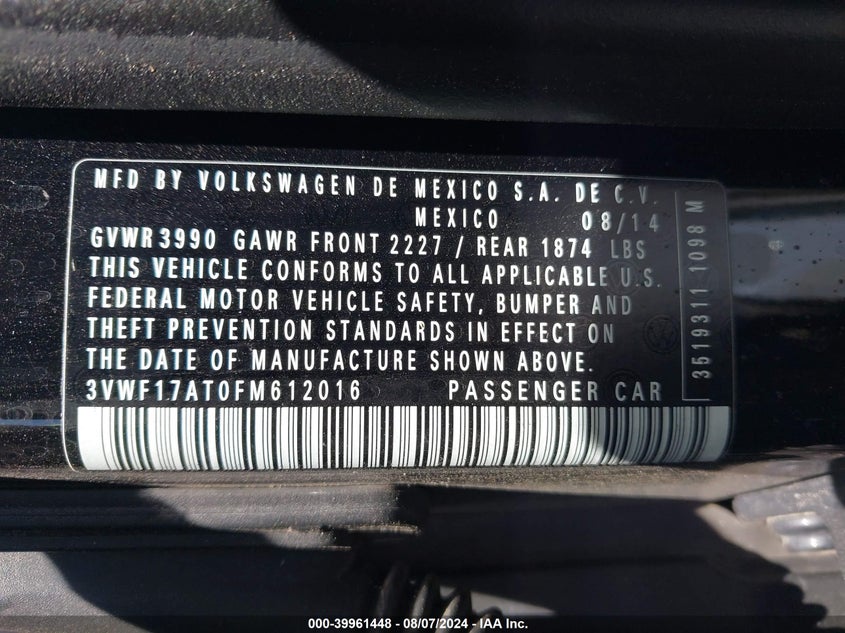 MFD BY VOLKSWAGEN DE MEXICO S.A. DE C.V.
MEXICO 08/14
GVWR3990 GAWR FRONT 2227 / REAR 1874 LBS
THIS VEHICLE CONFORMS TO ALL APPLICABLE U.S.
FEDERAL MOTOR VEHICLE SAFETY, BUMPER AND
THEFT PREVENTION STANDARDS IN EFFECT ON
THE DATE OF MANUFACTURE SHOWN ABOVE.
3VWF17AT0FM612016 PASSENGER CAR
3519311 1098 M
000-39961448 - 08/07/2024 - IAA Inc.